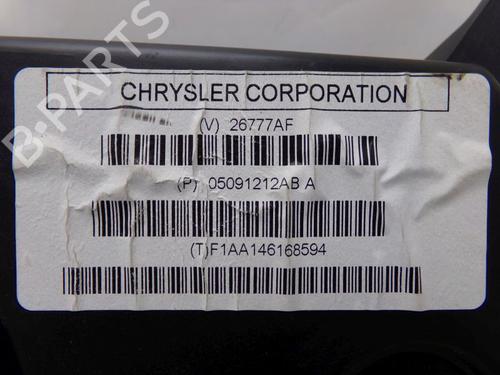 CHRYSLER CORPORATION
(V) 26777AF
(P) 05091212AB A
(T)F1AA146168594
B-PARTS